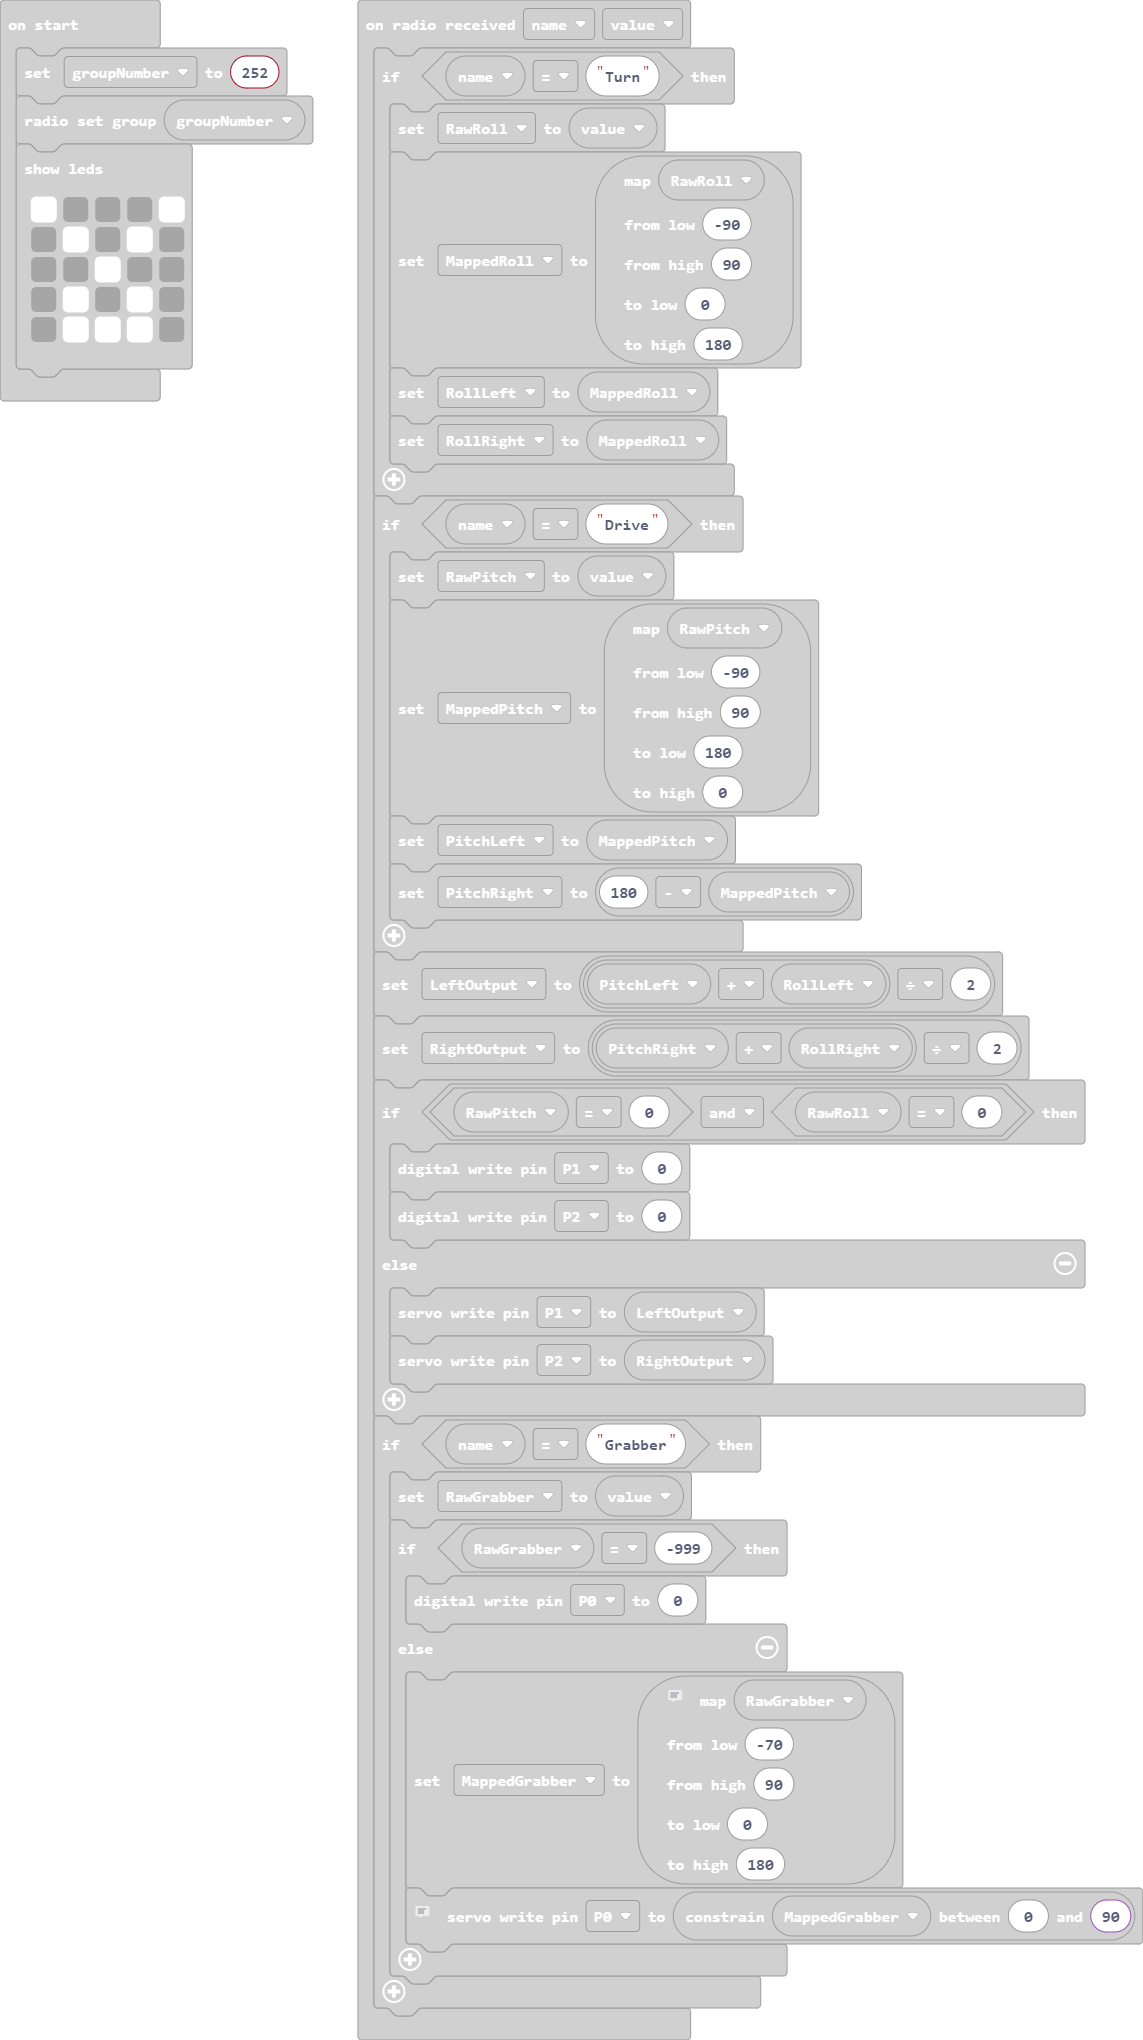 on start
set groupNumber to 252
radio set group groupNumber
show leds
on radio received name value
if name = "Turn" then
set RawRoll to value
map RawRoll
from low -90
from high 90
set MappedRoll to
to low 0
to high 180
set RollLeft to MappedRoll
set RollRight to MappedRoll
if name = "Drive" then
set RawPitch to value
map RawPitch
from low -90
from high 90
set MappedPitch to
to low 180
to high 0
set PitchLeft to MappedPitch
set PitchRight to 180 - MappedPitch
set LeftOutput to PitchLeft + RollLeft ÷ 2
set RightOutput to PitchRight + RollRight ÷ 2
if RawPitch = 0 and RawRoll = 0 then
digital write pin P1 to 0
digital write pin P2 to 0
else
servo write pin P1 to LeftOutput
servo write pin P2 to RightOutput
if name = "Grabber" then
set RawGrabber to value
if RawGrabber = -999 then
digital write pin P0 to 0
else
map RawGrabber
from low -70
set MappedGrabber to
from high 90
to low 0
to high 180
servo write pin P0 to constrain MappedGrabber between 0 and 90